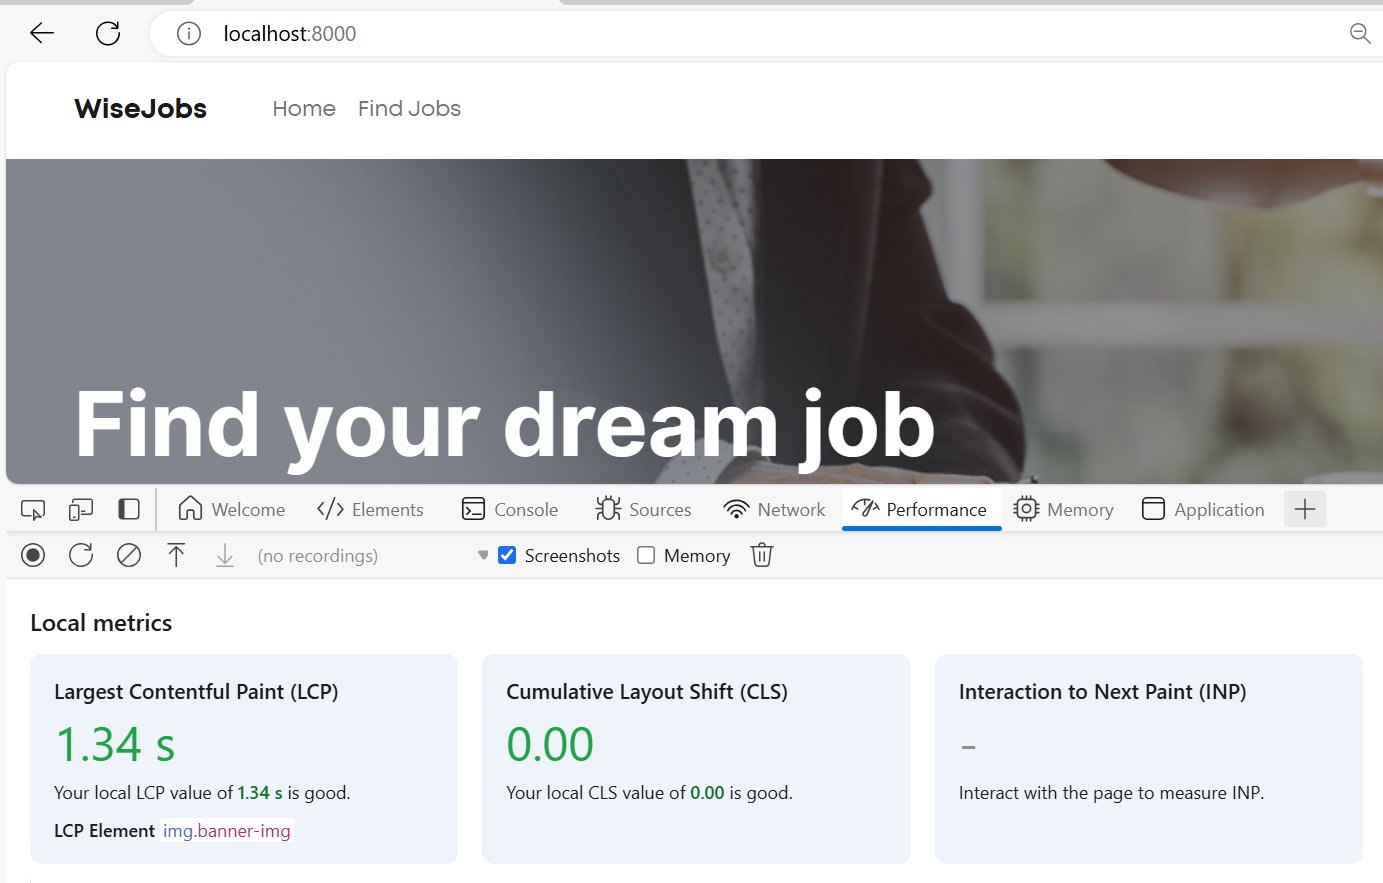 localhost:8000
WiseJobs Home Find Jobs
Find your dream job
Welcome Elements Console Sources Network Performance Memory Application
(no recordings) Screenshots Memory
Local metrics
Largest Contentful Paint (LCP)
1.34 s
Your local LCP value of 1.34 s is good.
LCP Element img.banner-img
Cumulative Layout Shift (CLS)
0.00
Your local CLS value of 0.00 is good.
Interaction to Next Paint (INP)
-
Interact with the page to measure INP.